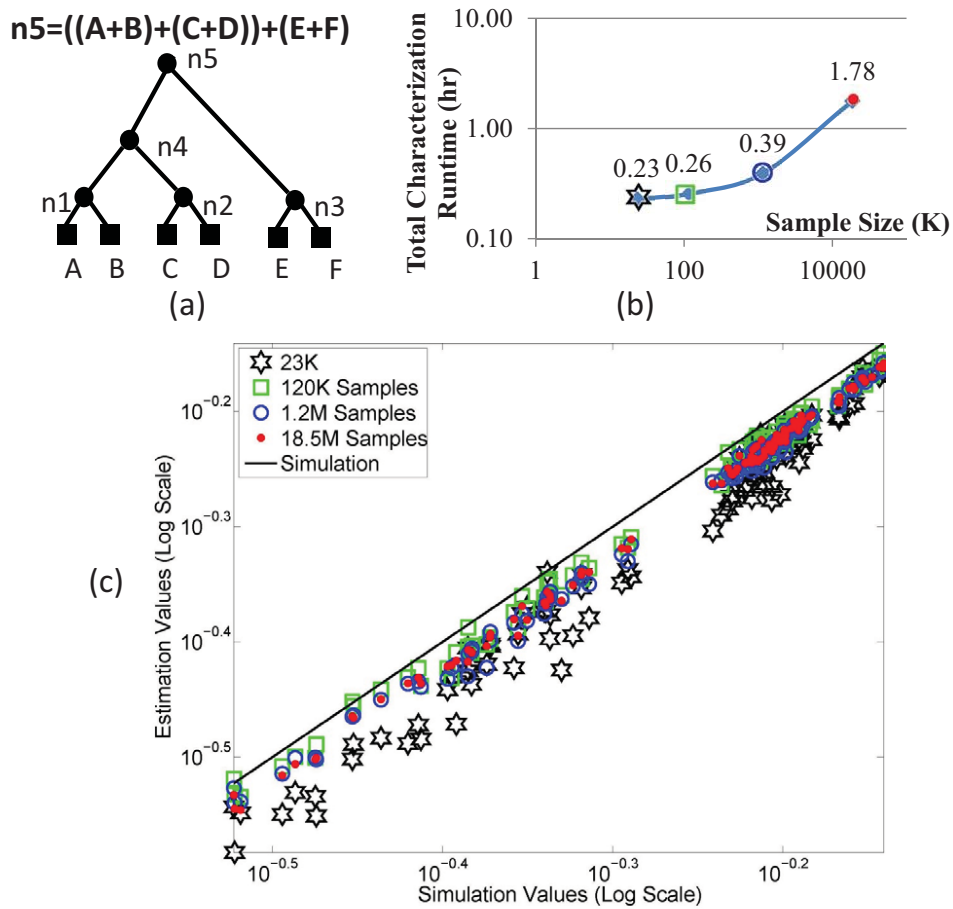 n5=((A+B)+(C+D))+(E+F)
n5
n4
n1
n2
n3
A B C D E F
(a)
Total Characterization
Runtime (hr)
10.00
1.00
0.10
0.23
0.26
0.39
1.78
Sample Size (K)
1 100 10000
(b)
23K
120K Samples
1.2M Samples
18.5M Samples
Simulation
Estimation Values (Log Scale)
10^−0.2
10^−0.3
10^−0.4
10^−0.5
(c)
10^−0.5 10^−0.4 10^−0.3 10^−0.2
Simulation Values (Log Scale)